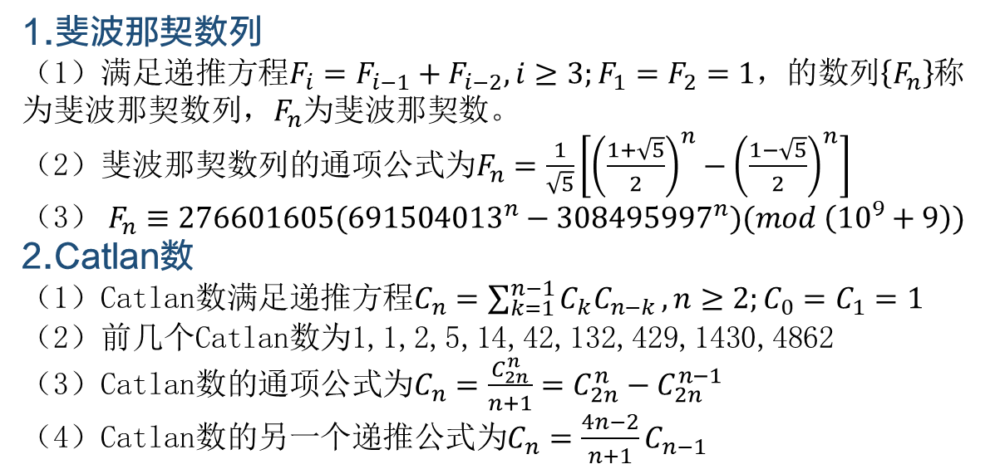 1.斐波那契数列
（1）满足递推方程$F_i = F_{i-1} + F_{i-2}, i \geq 3; F_1 = F_2 = 1$，的数列$\{F_n\}$称
为斐波那契数列，$F_n$为斐波那契数。
（2）斐波那契数列的通项公式为$F_n = \frac{1}{\sqrt{5}}\left[\left(\frac{1+\sqrt{5}}{2}\right)^n - \left(\frac{1-\sqrt{5}}{2}\right)^n\right]$
（3）$F_n \equiv 276601605(691504013^n - 308495997^n)(mod\ (10^9 + 9))$
2.Catlan数
（1）Catlan数满足递推方程$C_n = \sum_{k=1}^{n-1} C_k C_{n-k}, n \geq 2; C_0 = C_1 = 1$
（2）前几个Catlan数为1, 1, 2, 5, 14, 42, 132, 429, 1430, 4862
（3）Catlan数的通项公式为$C_n = \frac{C_{2n}^{n}}{n+1} = C_{2n}^{n} - C_{2n}^{n-1}$
（4）Catlan数的另一个递推公式为$C_n = \frac{4n-2}{n+1} C_{n-1}$